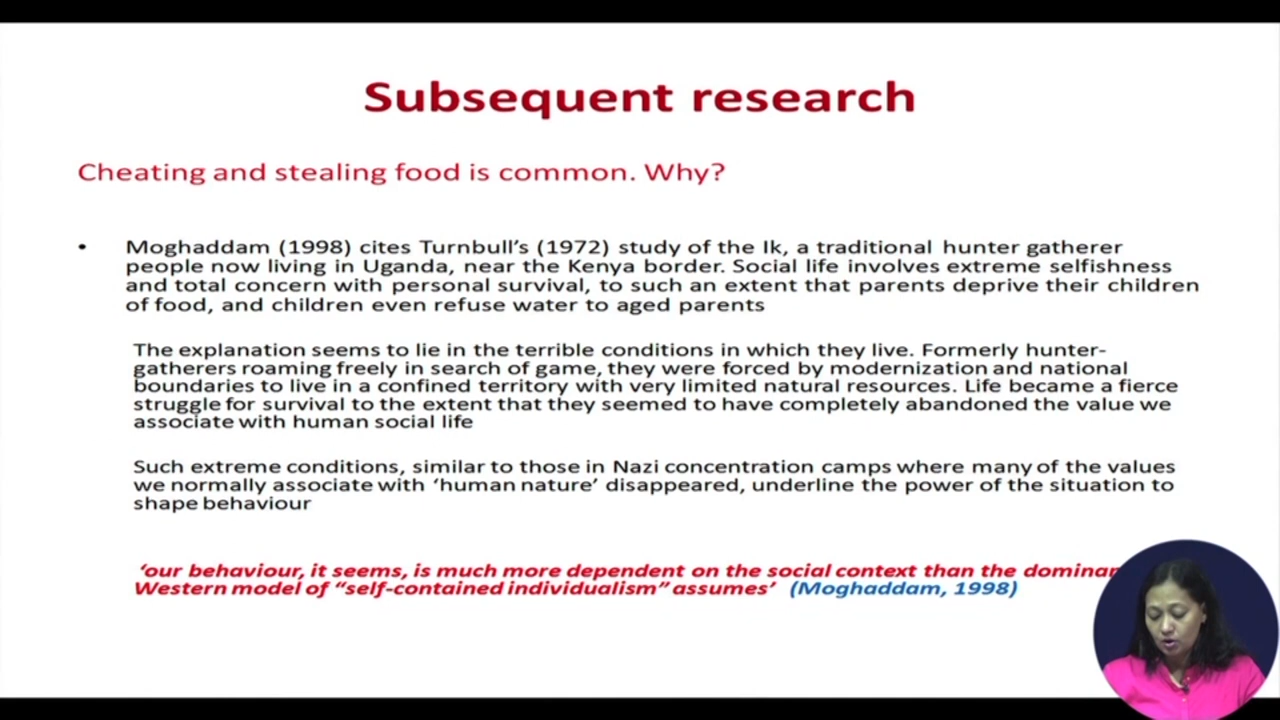 Subsequent research
Cheating and stealing food is common. Why?
• Moghaddam (1998) cites Turnbull's (1972) study of the Ik, a traditional hunter gatherer
people now living in Uganda, near the Kenya border. Social life involves extreme selfishness
and total concern with personal survival, to such an extent that parents deprive their children
of food, and children even refuse water to aged parents
The explanation seems to lie in the terrible conditions in which they live. Formerly hunter-
gatherers roaming freely in search of game, they were forced by modernization and national
boundaries to live in a confined territory with very limited natural resources. Life became a fierce
struggle for survival to the extent that they seemed to have completely abandoned the value we
associate with human social life
Such extreme conditions, similar to those in Nazi concentration camps where many of the values
we normally associate with 'human nature' disappeared, underline the power of the situation to
shape behaviour
'our behaviour, it seems, is much more dependent on the social context than the
Western model of "self-contained individualism" assumes' (Moghaddam, 1998)